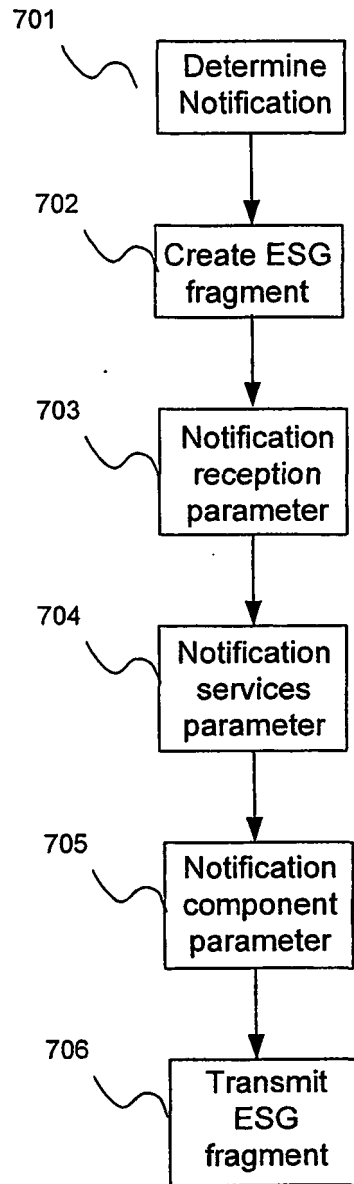 701
Determine
Notification
702
Create ESG
fragment
703
Notification
reception
parameter
704
Notification
services
parameter
705
Notification
component
parameter
706
Transmit
ESG
fragment